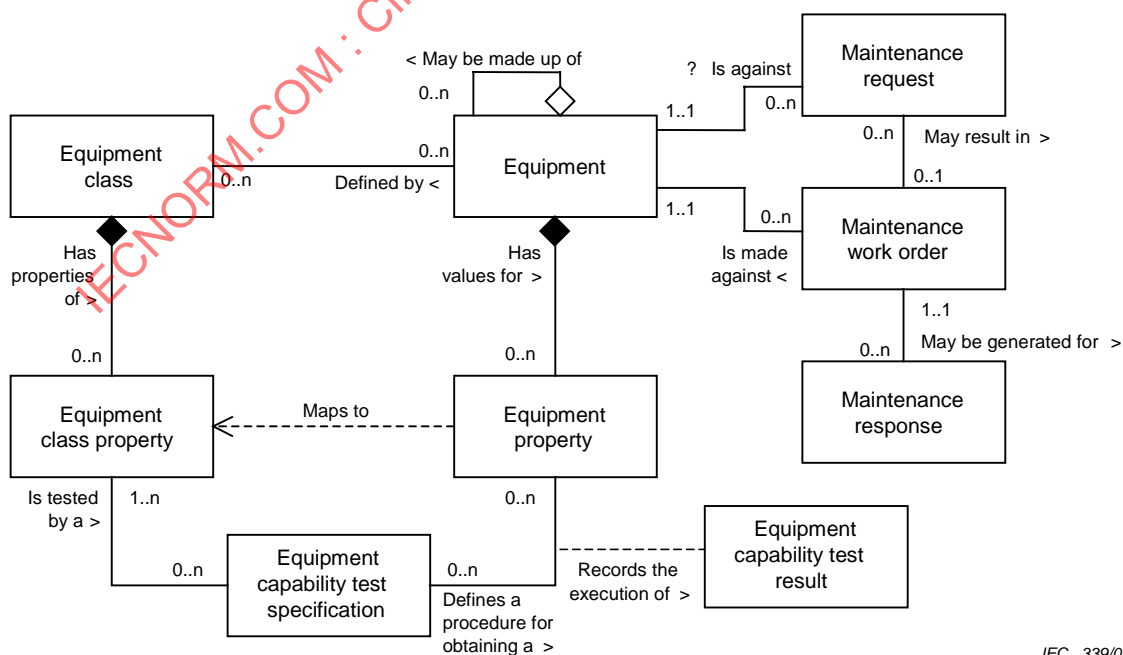 < May be made up of
0..n
? Is against
1..1
0..n
Maintenance
request
0..n
May result in >
0..1
Equipment
class
0..n
Defined by <
0..n
Equipment
1..1
0..n
Is made
against <
Maintenance
work order
1..1
May be generated for >
0..n
Maintenance
response
Has
properties
of >
0..n
Has
values for >
0..n
Equipment
class property
Maps to
Equipment
property
Is tested
by a >
1..n
0..n
0..n
Equipment
capability test
specification
0..n
Defines a
procedure for
obtaining a >
Records the
execution of >
Equipment
capability test
result
IECNORM.COM :
IEC 339/0